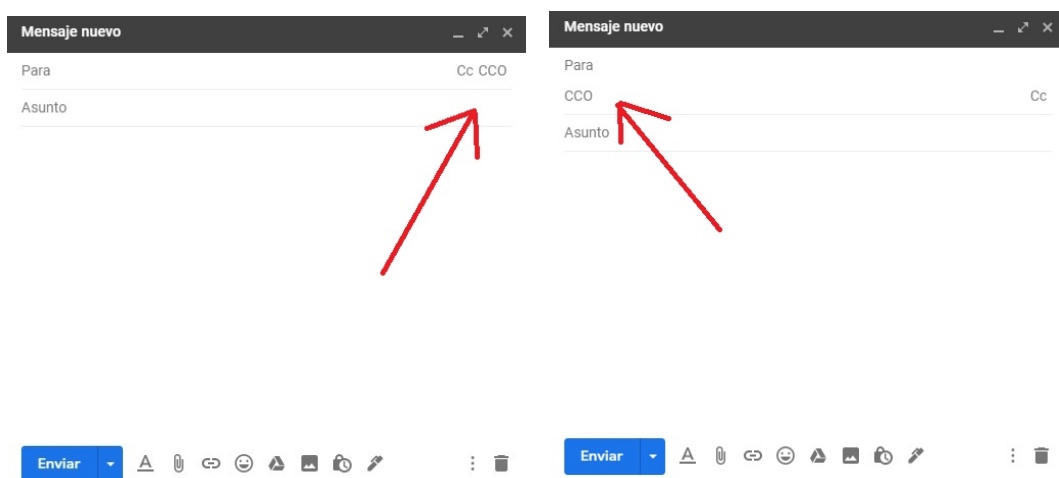 Mensaje nuevo
Para Cc CCO
Asunto
Enviar
Mensaje nuevo
Para
CCO Cc
Asunto
Enviar